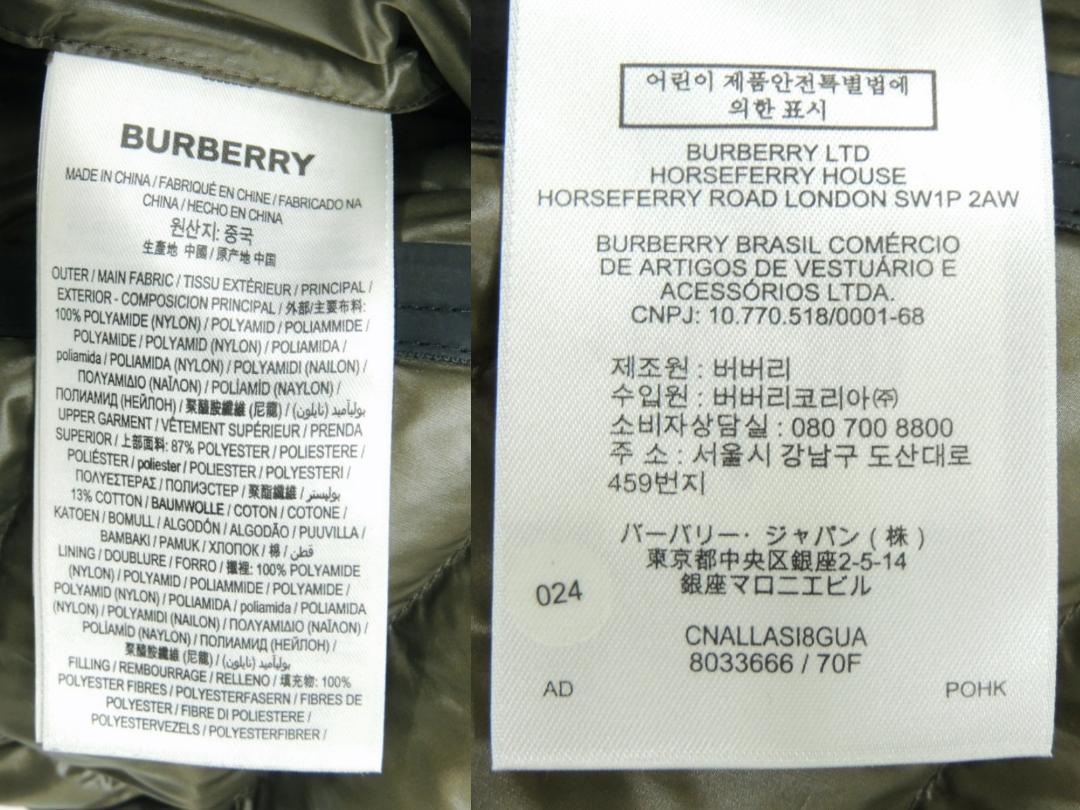 BURBERRY
MADE IN CHINA / FABRIQUÉ EN CHINE / FABRICADO NA
CHINA / HECHO EN CHINA
원산지: 중국
生產地 中國 / 原产地 中国
OUTER / MAIN FABRIC / TISSU EXTÉRIEUR / PRINCIPAL /
EXTERIOR - COMPOSICION PRINCIPAL / 外部/主要布料:
100% POLYAMIDE (NYLON) / POLYAMID / POLIAMMIDE /
POLYAMIDE / POLYAMID (NYLON) / POLIAMIDA /
poliamida / POLIAMIDA (NYLON) / POLYAMIDI (NAILON) /
ΠΟΛΥΑΜΙΔΙΟ (ΝΑΪΛΟΝ) / POLÍAMÍD (NAYLON) /
ПОЛИАМИД (НЕЙЛОН) / 聚醯胺纖維 (尼龍) / بولياميد (نايلون)
UPPER GARMENT / VÊTEMENT SUPÉRIEUR / PRENDA
SUPERIOR / 上部面料: 87% POLYESTER / POLIESTERE /
POLIÉSTER / poliester / POLIESTER / POLYESTERI /
ΠΟΛΥΕΣΤΕΡΑΣ / ПОЛИЭСТЕР / 聚酯纖維 / بوليستر
13% COTTON / BAUMWOLLE / COTON / COTONE /
KATOEN / BOMULL / ALGODÓN / ALGODÃO / PUUVILLA /
BAMBAKI / PAMUK / ХЛОПОК / 棉 / قطن
LINING / DOUBLURE / FORRO / 襯裡: 100% POLYAMIDE
(NYLON) / POLYAMID / POLIAMMIDE / POLYAMIDE /
POLYAMID (NYLON) / POLIAMIDA / poliamida / POLIAMIDA
(NYLON) / POLYAMIDI (NAILON) / ΠΟΛΥΑΜΙΔΙΟ (ΝΑΪΛΟΝ) /
POLÍAMÍD (NAYLON) / ПОЛИАМИД (НЕЙЛОН) /
聚醯胺纖維 (尼龍) / بولياميد (نايلون)
FILLING / REMBOURRAGE / RELLENO / 填充物: 100%
POLYESTER FIBRES / POLYESTERFASERN / FIBRES DE
POLYESTER / FIBRE DI POLIESTERE /
POLYESTERVEZELS / POLYESTERFIBRER /
어린이 제품안전특별법에
의한 표시
BURBERRY LTD
HORSEFERRY HOUSE
HORSEFERRY ROAD LONDON SW1P 2AW
BURBERRY BRASIL COMÉRCIO
DE ARTIGOS DE VESTUÁRIO E
ACESSÓRIOS LTDA.
CNPJ: 10.770.518/0001-68
제조원 : 버버리
수입원 : 버버리코리아㈜
소비자상담실 : 080 700 8800
주 소 : 서울시 강남구 도산대로
459번지
バーバリー・ジャパン ( 株 )
東京都中央区銀座2-5-14
銀座マロニエビル
024
CNALLASI8GUA
8033666 / 70F
AD
POHK